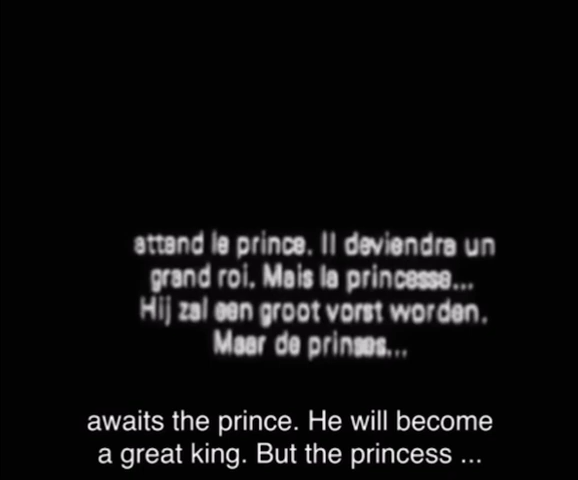 attend le prince. Il deviendra un
grand roi. Mais la princesse...
Hij zal een groot vorst worden.
Maar de prinses...
awaits the prince. He will become
a great king. But the princess ...